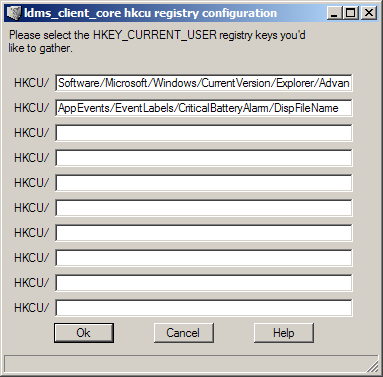 ldms_client_core hkcu registry configuration
Please select the HKEY_CURRENT_USER registry keys you'd
like to gather.
HKCU/ Software/Microsoft/Windows/CurrentVersion/Explorer/Advan
HKCU/ AppEvents/EventLabels/CriticalBatteryAlarm/DispFileName
HKCU/
HKCU/
HKCU/
HKCU/
HKCU/
HKCU/
HKCU/
HKCU/
Ok Cancel Help